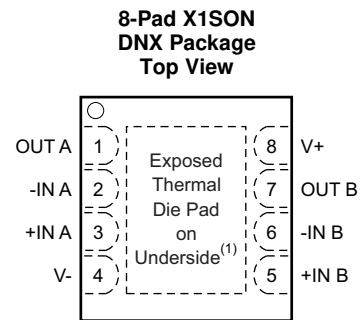 8-Pad X1SON
DNX Package
Top View
OUT A 1
-IN A 2
+IN A 3
V- 4
Exposed
Thermal
Die Pad
on
Underside(1)
8 V+
7 OUT B
6 -IN B
5 +IN B